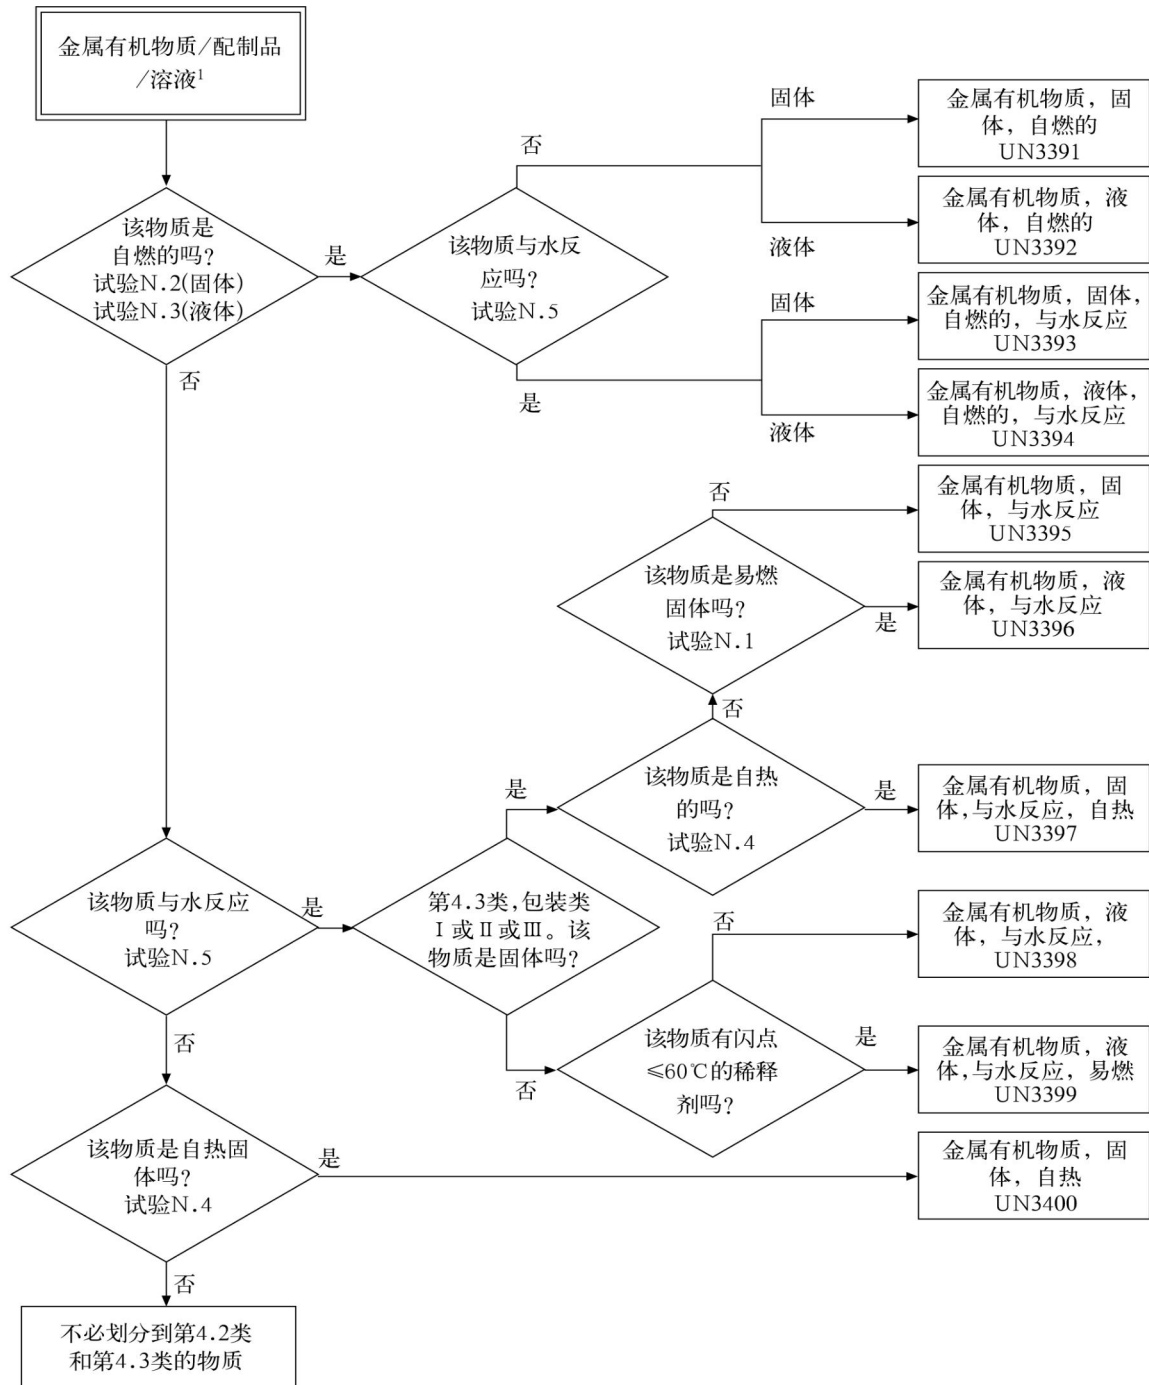 金属有机物质/配制品
/溶液¹
固体
金属有机物质，固
体，自燃的
UN3391
否
该物质是
自燃的吗？
试验N.2(固体)
试验N.3(液体)
是
该物质与水反
应吗？
试验N.5
金属有机物质，液
体，自燃的
UN3392
液体
固体
金属有机物质，固体，
自燃的，与水反应
UN3393
否
是
液体
金属有机物质，液体，
自燃的，与水反应
UN3394
否
金属有机物质，固
体，与水反应
UN3395
该物质是易燃
固体吗？
试验N.1
是
金属有机物质，液
体，与水反应
UN3396
否
是
该物质是自热
的吗？
试验N.4
是
金属有机物质，固
体,与水反应，自热
UN3397
该物质与水反应
吗？
试验N.5
是
第4.3类,包装类
Ⅰ或Ⅱ或Ⅲ。该
物质是固体吗？
否
金属有机物质，液
体，与水反应，
UN3398
否
否
该物质有闪点
≤60℃的稀释
剂吗？
是
金属有机物质，液
体,与水反应，易燃
UN3399
该物质是自热固
体吗？
试验N.4
是
金属有机物质，固
体，自热
UN3400
否
不必划分到第4.2类
和第4.3类的物质